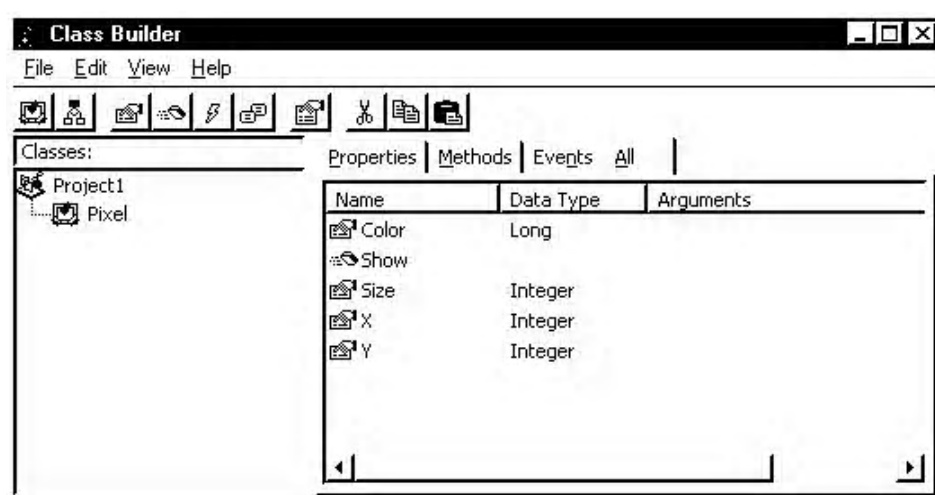 Class Builder
File Edit View Help
Classes:
Project1
Pixel
Properties Methods Events All
Name Data Type Arguments
Color Long
Show
Size Integer
X Integer
Y Integer